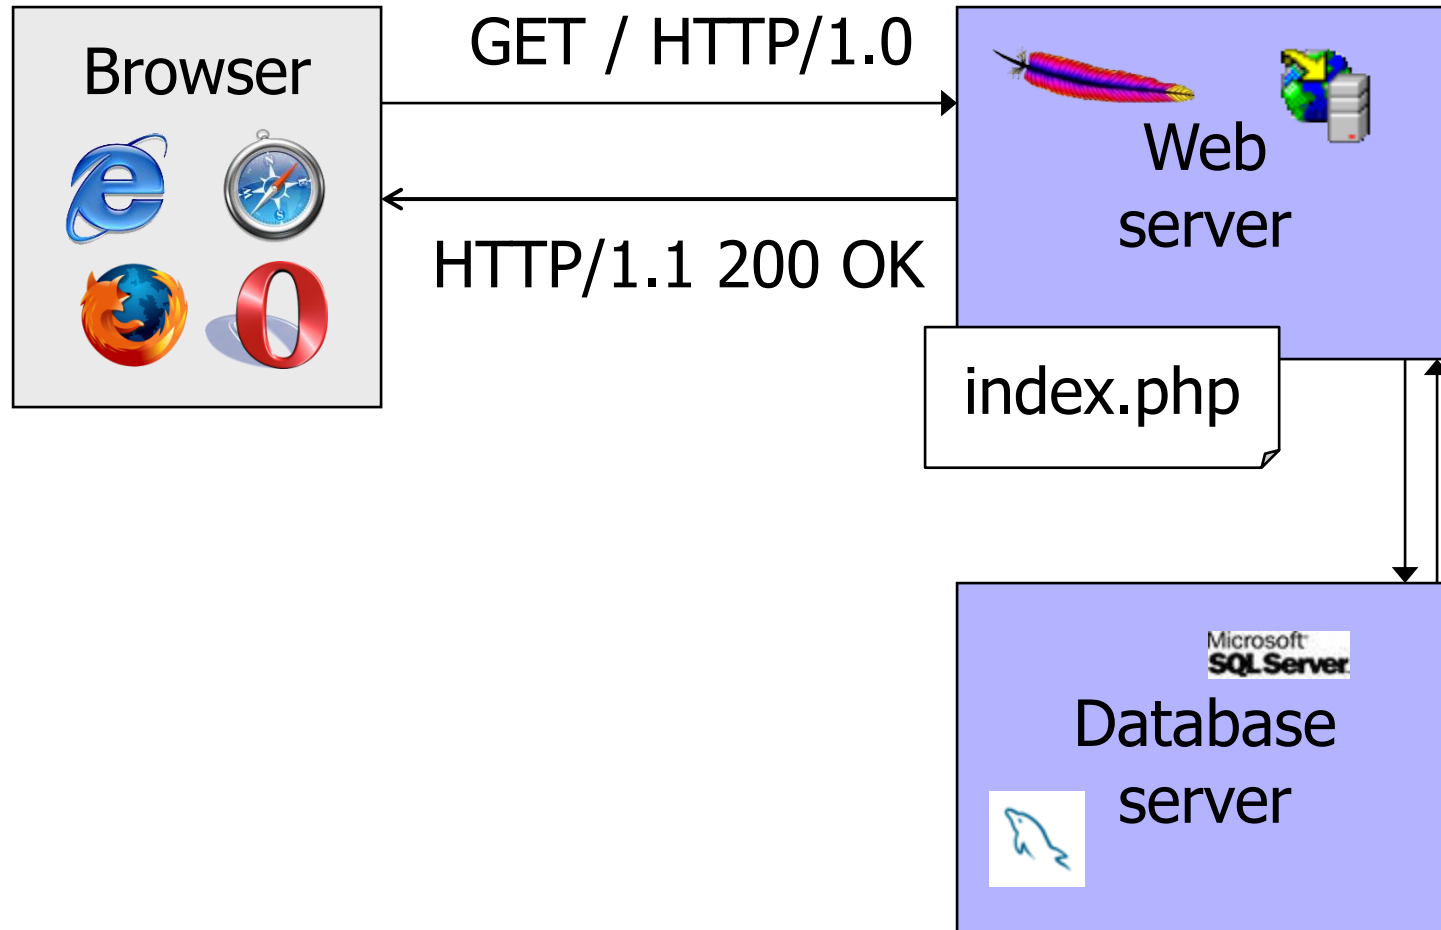 Browser
GET / HTTP/1.0
Web
server
HTTP/1.1 200 OK
index.php
Microsoft
SQL Server
Database
server